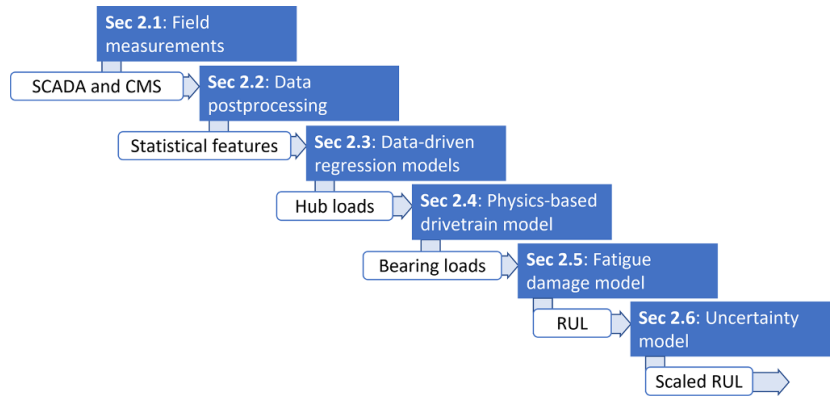 Sec 2.1: Field
measurements
SCADA and CMS
Sec 2.2: Data
postprocessing
Statistical features
Sec 2.3: Data-driven
regression models
Hub loads
Sec 2.4: Physics-based
drivetrain model
Bearing loads
Sec 2.5: Fatigue
damage model
RUL
Sec 2.6: Uncertainty
model
Scaled RUL